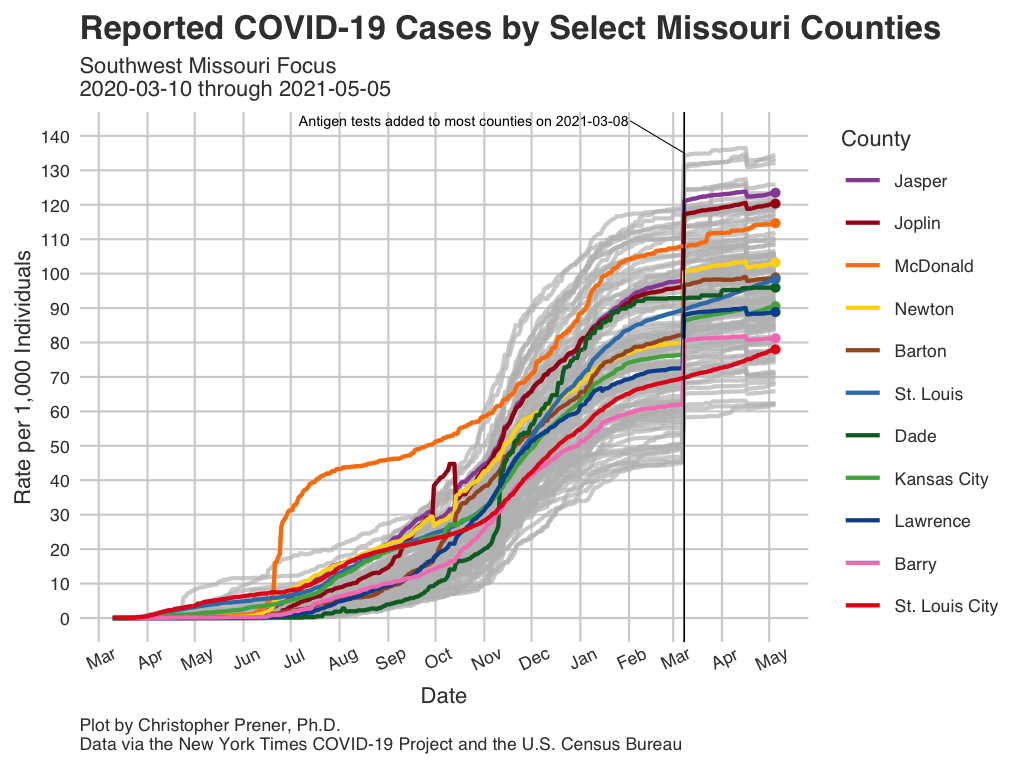 Reported COVID-19 Cases by Select Missouri Counties
Southwest Missouri Focus
2020-03-10 through 2021-05-05
Antigen tests added to most counties on 2021-03-08
Rate per 1,000 Individuals
140
130
120
110
100
90
80
70
60
50
40
30
20
10
0
Mar Apr May Jun Jul Aug Sep Oct Nov Dec Jan Feb Mar Apr May
Date
County
Jasper
Joplin
McDonald
Newton
Barton
St. Louis
Dade
Kansas City
Lawrence
Barry
St. Louis City
Plot by Christopher Prener, Ph.D.
Data via the New York Times COVID-19 Project and the U.S. Census Bureau